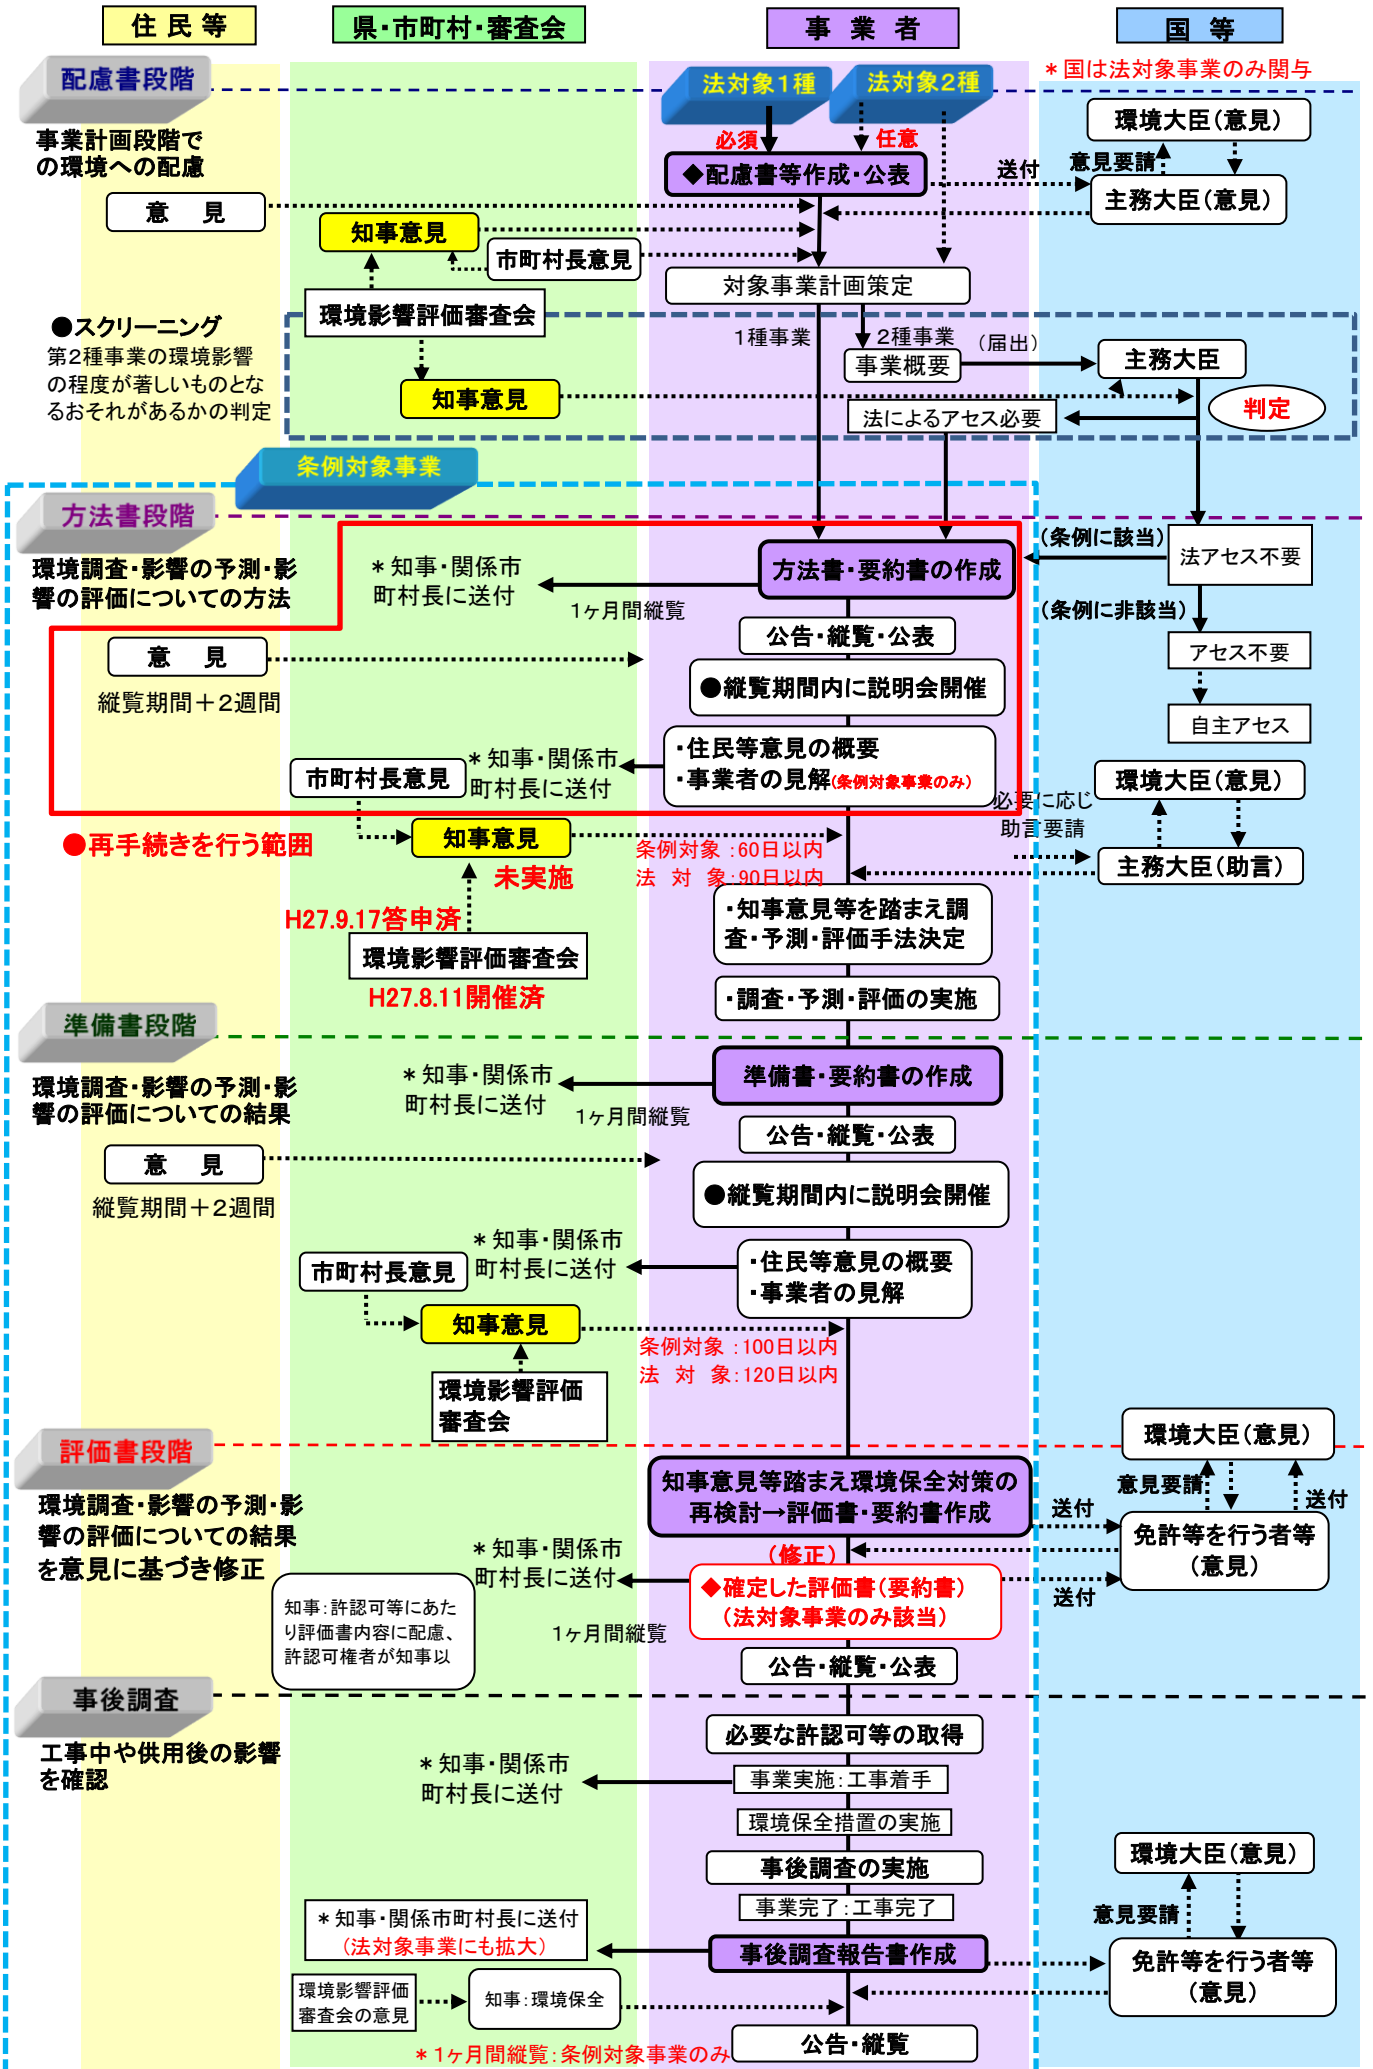 住民等
県・市町村・審査会
事業者
国等
配慮書段階
法対象1種
法対象2種
＊国は法対象事業のみ関与
事業計画段階で
の環境への配慮
必須
任意
環境大臣（意見）
◆配慮書等作成・公表
送付
意見要請
主務大臣（意見）
意　見
知事意見
市町村長意見
対象事業計画策定
環境影響評価審査会
●スクリーニング
第2種事業の環境影響
の程度が著しいものとな
るおそれがあるかの判定
1種事業
2種事業
（届出）
事業概要
主務大臣
知事意見
法によるアセス必要
判定
条例対象事業
方法書段階
環境調査・影響の予測・影
響の評価についての方法
＊知事・関係市
町村長に送付
1ヶ月間縦覧
方法書・要約書の作成
（条例に該当）
法アセス不要
（条例に非該当）
公告・縦覧・公表
アセス不要
意　見
縦覧期間＋2週間
●縦覧期間内に説明会開催
自主アセス
・住民等意見の概要
・事業者の見解（条例対象事業のみ）
＊知事・関係市
町村長に送付
市町村長意見
環境大臣（意見）
必要に応じ
助言要請
●再手続きを行う範囲
知事意見
未実施
条例対象：60日以内
法　対　象：90日以内
主務大臣（助言）
H27.9.17答申済
環境影響評価審査会
H27.8.11開催済
・知事意見等を踏まえ調
査・予測・評価手法決定
・調査・予測・評価の実施
準備書段階
環境調査・影響の予測・影
響の評価についての結果
＊知事・関係市
町村長に送付
1ヶ月間縦覧
準備書・要約書の作成
公告・縦覧・公表
意　見
縦覧期間＋2週間
●縦覧期間内に説明会開催
＊知事・関係市
町村長に送付
・住民等意見の概要
・事業者の見解
市町村長意見
知事意見
条例対象：100日以内
法　対　象：120日以内
環境影響評価
審査会
評価書段階
環境調査・影響の予測・影
響の評価についての結果
を意見に基づき修正
環境大臣（意見）
知事意見等踏まえ環境保全対策の
再検討→評価書・要約書作成
意見要請
送付
送付
免許等を行う者等
（意見）
（修正）
＊知事・関係市
町村長に送付
◆確定した評価書（要約書）
（法対象事業のみ該当）
送付
知事：許認可等にあた
り評価書内容に配慮、
許認可権者が知事以
1ヶ月間縦覧
公告・縦覧・公表
事後調査
工事中や供用後の影響
を確認
必要な許認可等の取得
＊知事・関係市
町村長に送付
事業実施：工事着手
環境保全措置の実施
事後調査の実施
環境大臣（意見）
事業完了：工事完了
＊知事・関係市町村長に送付
（法対象事業にも拡大）
事後調査報告書作成
意見要請
免許等を行う者等
（意見）
環境影響評価
審査会の意見
知事：環境保全
公告・縦覧
＊1ヶ月間縦覧：条例対象事業のみ